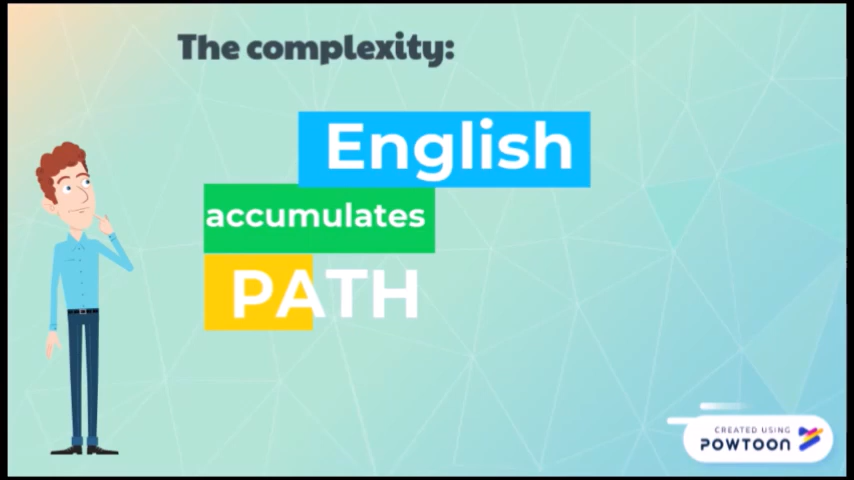 The complexity:
English
accumulates
PATH
CREATED USING
POWTOON